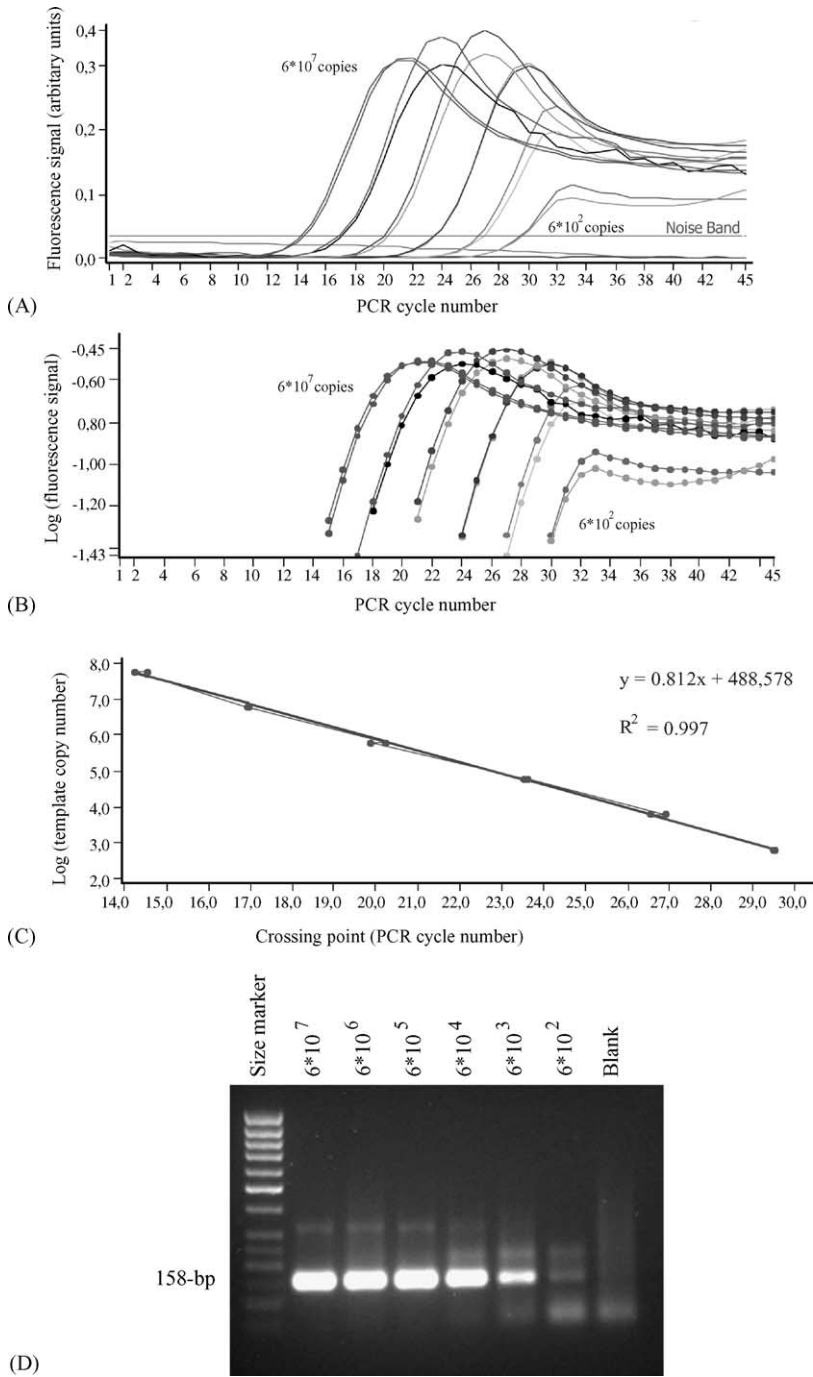 Fluorescence signal (arbitary units)
0,4
0,3
0,2
0,1
0,0
6*10^7 copies
6*10^2 copies
Noise Band
1 2 4 6 8 10 12 14 16 18 20 22 24 26 28 30 32 34 36 38 40 42 45
PCR cycle number
(A)
Log (fluorescence signal)
-0,45
-0,60
0,80
-1,00
-1,20
-1,43
6*10^7 copies
6*10^2 copies
1 2 4 6 8 10 12 14 16 18 20 22 24 26 28 30 32 34 36 38 40 42 45
PCR cycle number
(B)
Log (template copy number)
8,0
7,0
6,0
5,0
4,0
3,0
2,0
y = 0.812x + 488,578
R^2 = 0.997
14,0 15,0 17,0 18,0 19,0 20,0 21,0 22,0 23,0 24,0 25,0 26,0 27,0 28,0 29,0 30,0
Crossing point (PCR cycle number)
(C)
Size marker
6*10^7
6*10^6
6*10^5
6*10^4
6*10^3
6*10^2
Blank
158-bp
(D)